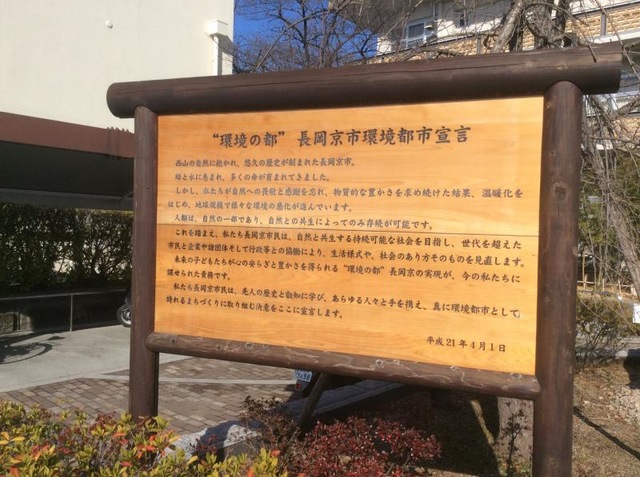 “環境の都” 長岡京市環境都市宣言
西山の自然に抱かれ、悠久の歴史が刻まれた長岡京市。
緑と水に恵まれ、多くの命が育まれてきました。
しかし、私たちが自然への畏敬と感謝を忘れ、物質的な豊かさを求め続けた結果、温暖化を
はじめ、地球規模で様々な環境の悪化が進んでいます。
人類は、自然の一部であり、自然との共生によってのみ存続が可能です。
これを踏まえ、私たち長岡京市民は、自然と共生する持続可能な社会を目指し、世代を超えた
市民と企業や諸団体そして行政等との協働により、生活様式や、社会のあり方そのものを見直します。
未来の子どもたちが心の安らぎと豊かさを得られる“環境の都”長岡京の実現が、今の私たちに
課せられた責務です。
私たち長岡京市民は、先人の歴史と叡知に学び、あらゆる人々と手を携え、真に環境都市として
誇れるまちづくりに取り組む決意をここに宣言します。
平成21年4月1日